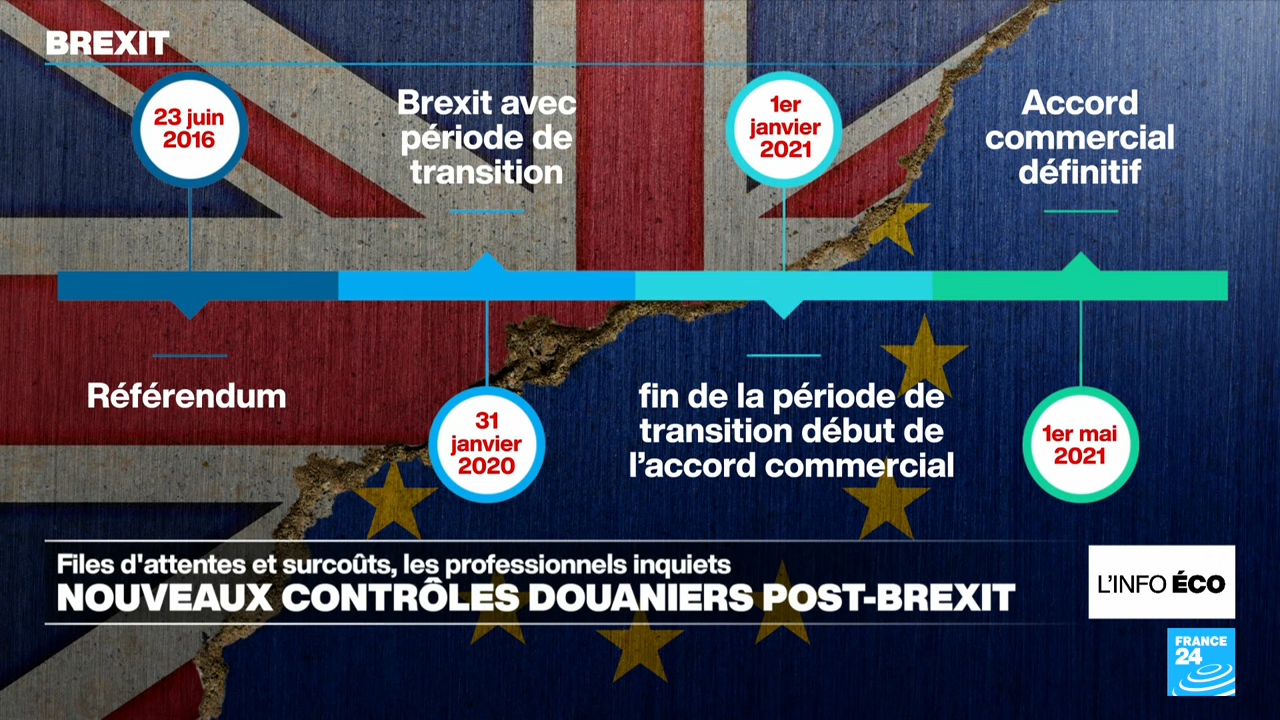 BREXIT
23 juin
2016
Référendum
Brexit avec
période de
transition
31
janvier
2020
1er
janvier
2021
fin de la période de
transition début de
l’accord commercial
Accord
commercial
définitif
1er mai
2021
Files d'attentes et surcoûts, les professionnels inquiets
NOUVEAUX CONTRÔLES DOUANIERS POST-BREXIT
L’INFO ÉCO
FRANCE
24